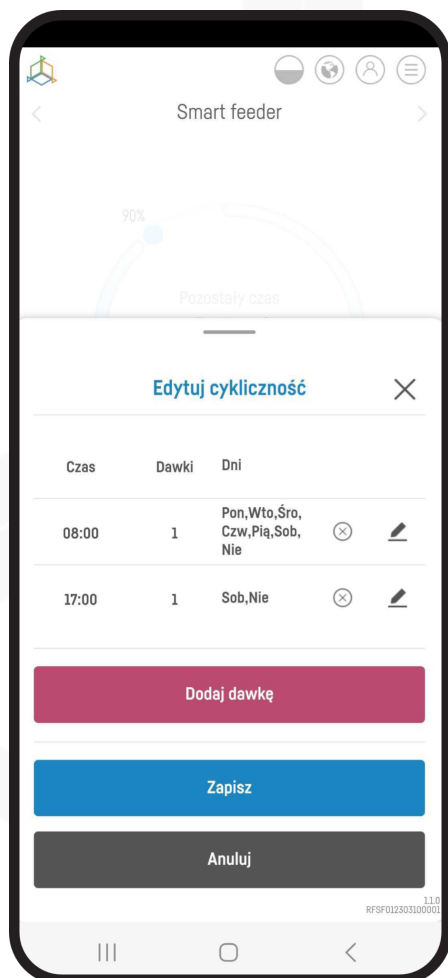 Smart feeder
90%
Pozostały czas
Edytuj cykliczność
Czas Dawki Dni
08:00 1 Pon,Wto,Śro,
Czw,Pią,Sob,
Nie
17:00 1 Sob,Nie
Dodaj dawkę
Zapisz
Anuluj
1.1.0
RFSF012303100001